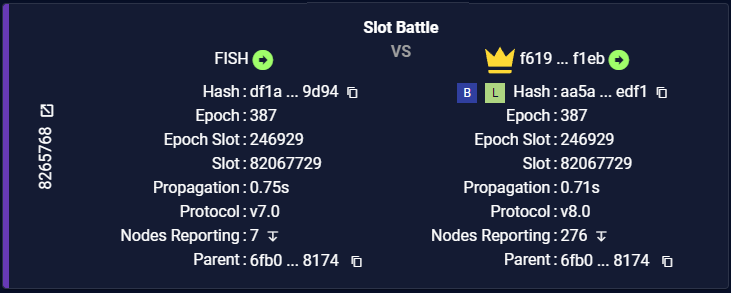 Slot Battle
VS
FISH
f619 ... f1eb
8265768
Hash : df1a ... 9d94
B L Hash : aa5a ... edf1
Epoch : 387
Epoch : 387
Epoch Slot : 246929
Epoch Slot : 246929
Slot : 82067729
Slot : 82067729
Propagation : 0.75s
Propagation : 0.71s
Protocol : v7.0
Protocol : v8.0
Nodes Reporting : 7
Nodes Reporting : 276
Parent : 6fb0 ... 8174
Parent : 6fb0 ... 8174